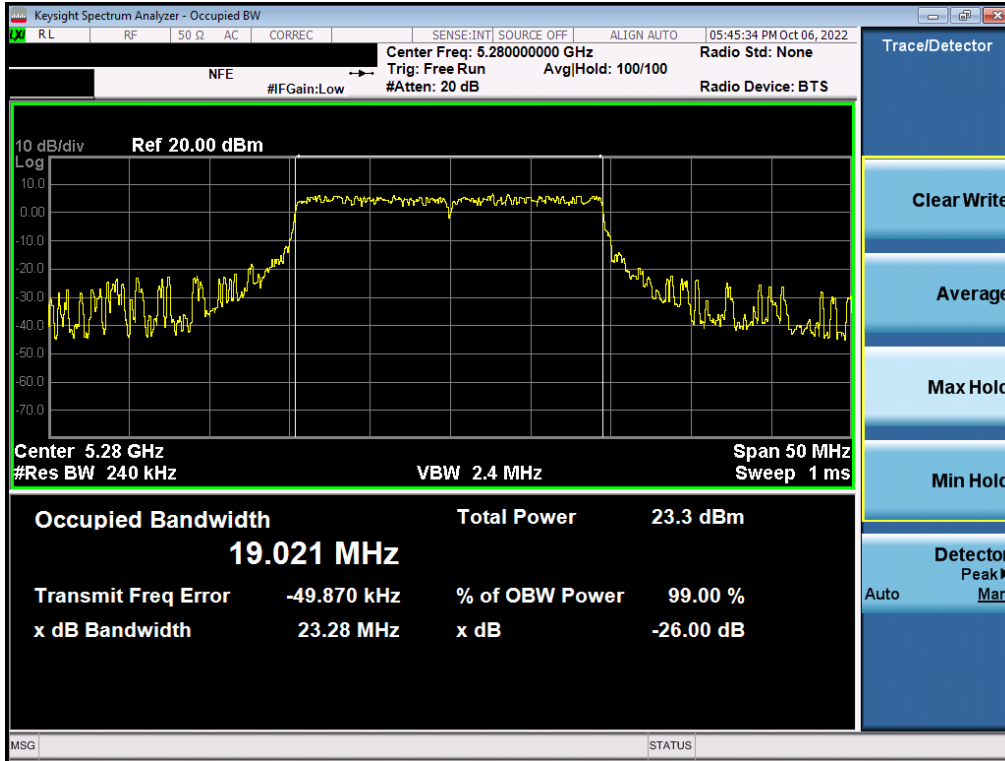 Keysight Spectrum Analyzer - Occupied BW
LXI RL RF 50 Ω AC CORREC SENSE:INT SOURCE OFF ALIGN AUTO 05:45:34 PM Oct 06, 2022
Center Freq: 5.280000000 GHz Radio Std: None
NFE Trig: Free Run Avg|Hold: 100/100
#IFGain:Low #Atten: 20 dB Radio Device: BTS
Trace/Detector
10 dB/div Ref 20.00 dBm
Log
10.0
0.00
-10.0
-20.0
-30.0
-40.0
-50.0
-60.0
-70.0
Center 5.28 GHz Span 50 MHz
#Res BW 240 kHz VBW 2.4 MHz Sweep 1 ms
Occupied Bandwidth Total Power 23.3 dBm
19.021 MHz
Transmit Freq Error -49.870 kHz % of OBW Power 99.00 %
x dB Bandwidth 23.28 MHz x dB -26.00 dB
Clear Write
Average
Max Hold
Min Hold
Detector
Peak
Auto Man
MSG STATUS